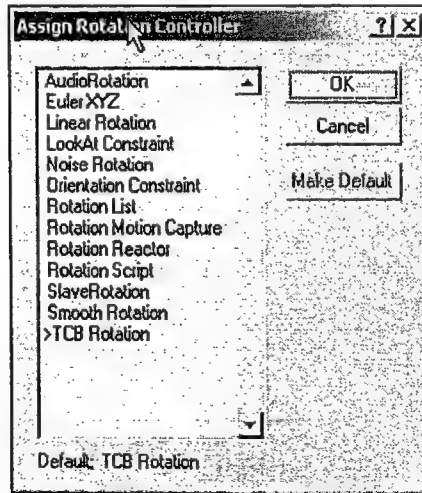 Assign Rotation Controller ? X
AudioRotation
Euler XYZ
Linear Rotation
LookAt Constraint
Noise Rotation
Orientation Constraint
Rotation List
Rotation Motion Capture
Rotation Reactor
Rotation Script
SlaveRotation
Smooth Rotation
>TCB Rotation
OK
Cancel
Make Default
Default: TCB Rotation